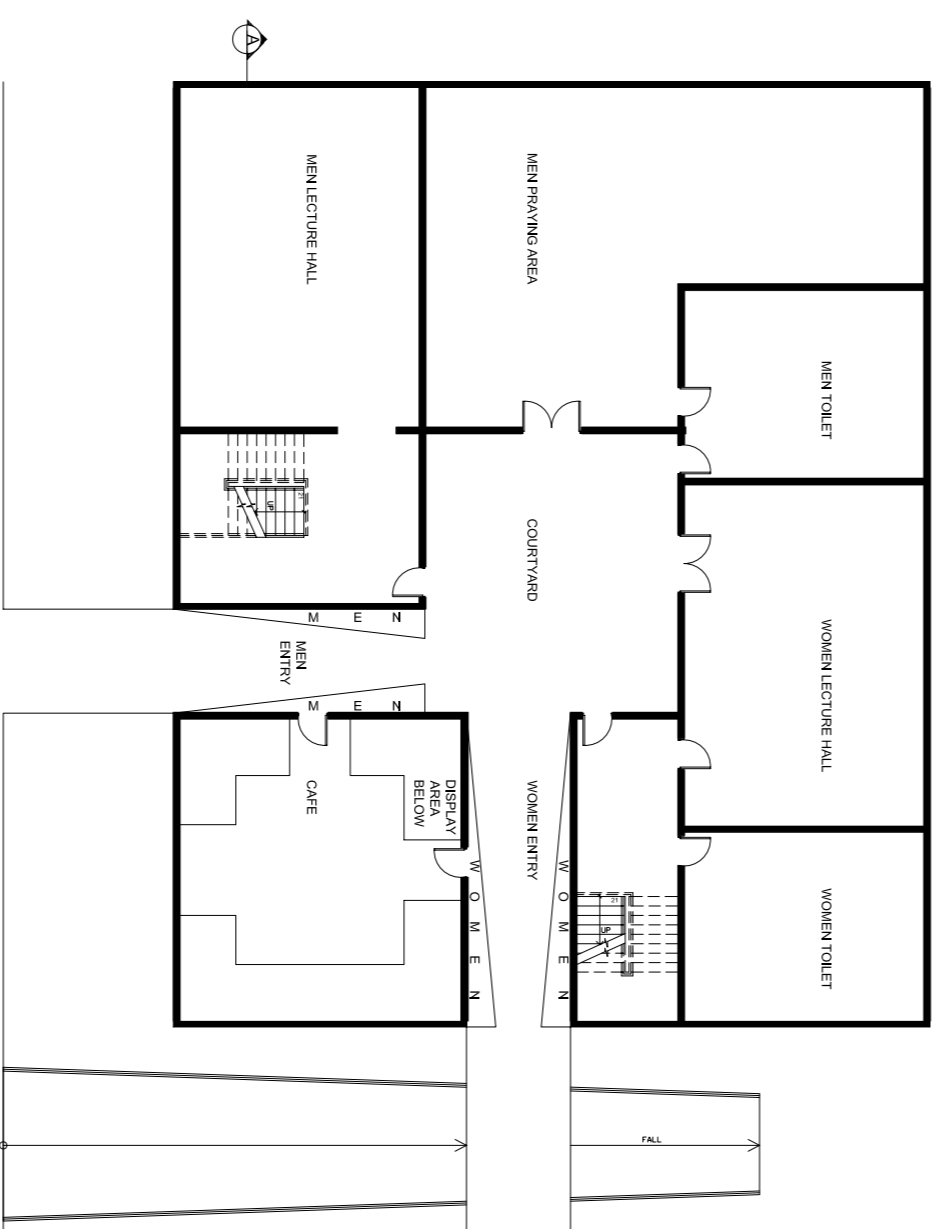 A
MEN LECTURE HALL
MEN PRAYING AREA
MEN TOILET
21
UP
COURTYARD
WOMEN LECTURE HALL
MEN
MEN
ENTRY
MEN
CAFE
DISPLAY
AREA
BELOW
WOMEN ENTRY
WOMEN
WOMEN
21
UP
WOMEN TOILET
FALL